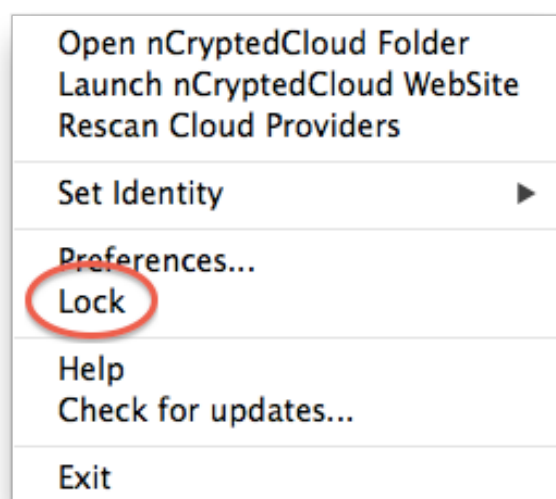 Open nCryptedCloud Folder
Launch nCryptedCloud WebSite
Rescan Cloud Providers
Set Identity
Preferences...
Lock
Help
Check for updates...
Exit